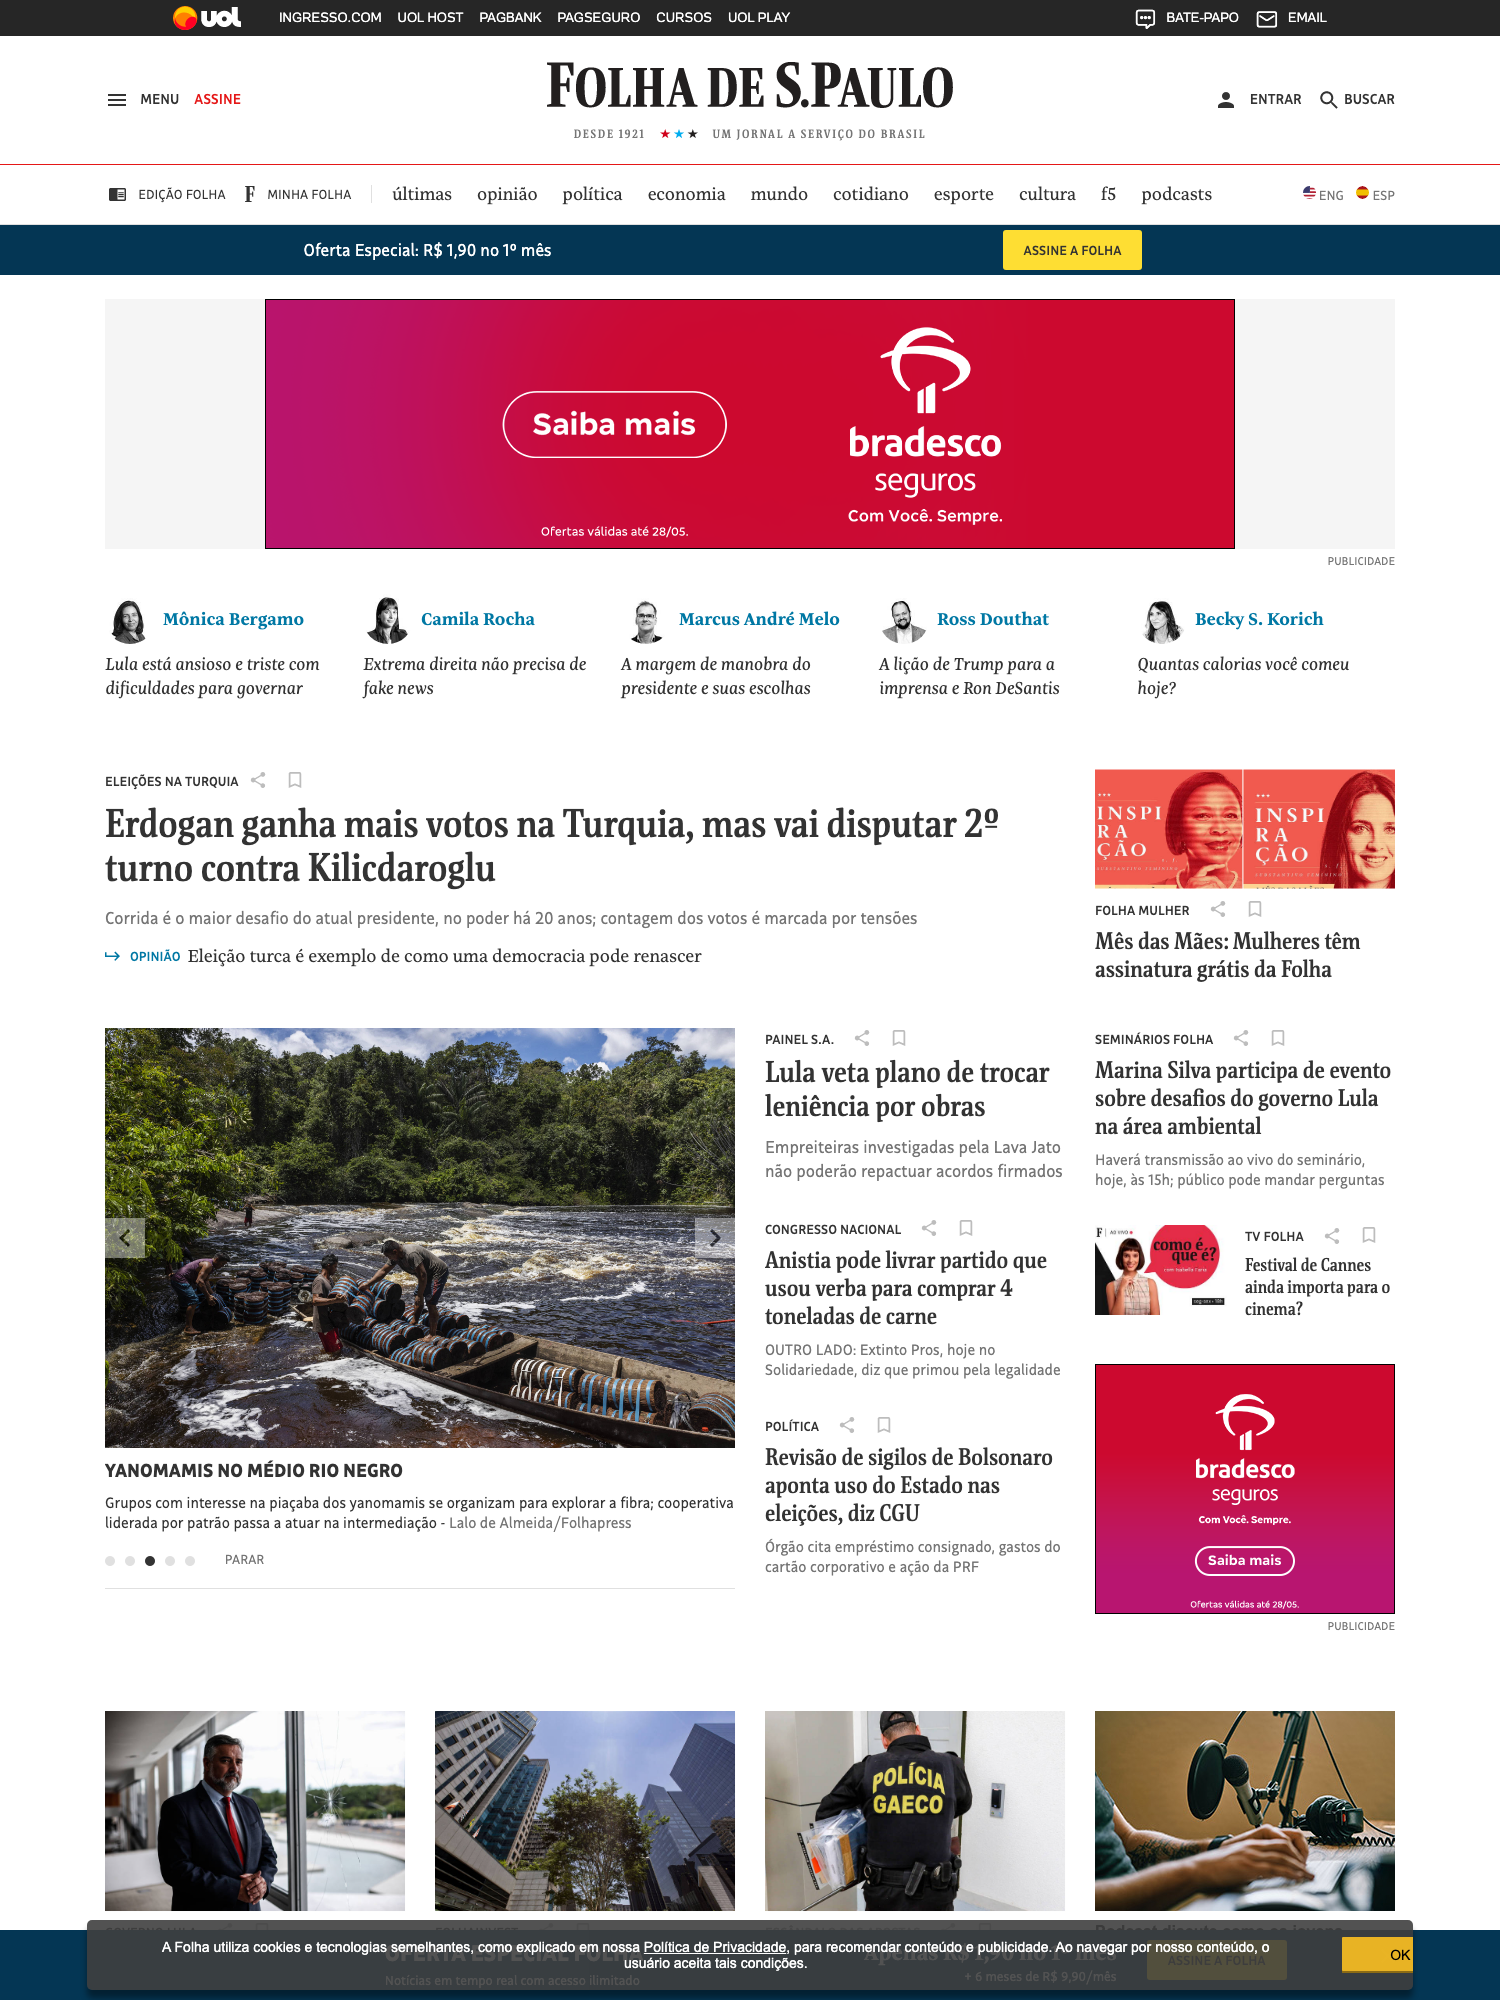 uol
INGRESSO.COM UOL HOST PAGBANK PAGSEGURO CURSOS UOL PLAY
BATE-PAPO EMAIL
MENU ASSINE
FOLHA DE S.PAULO
DESDE 1921 ★★★ UM JORNAL A SERVIÇO DO BRASIL
ENTRAR BUSCAR
EDIÇÃO FOLHA F MINHA FOLHA últimas opinião política economia mundo cotidiano esporte cultura f5 podcasts ENG ESP
Oferta Especial: R$ 1,90 no 1º mês
ASSINE A FOLHA
Saiba mais
bradesco
seguros
Com Você. Sempre.
Ofertas válidas até 28/05.
PUBLICIDADE
Mônica Bergamo
Lula está ansioso e triste com
dificuldades para governar
Camila Rocha
Extrema direita não precisa de
fake news
Marcus André Melo
A margem de manobra do
presidente e suas escolhas
Ross Douthat
A lição de Trump para a
imprensa e Ron DeSantis
Becky S. Korich
Quantas calorias você comeu
hoje?
ELEIÇÕES NA TURQUIA
Erdogan ganha mais votos na Turquia, mas vai disputar 2º
turno contra Kilicdaroglu
Corrida é o maior desafio do atual presidente, no poder há 20 anos; contagem dos votos é marcada por tensões
OPINIÃO Eleição turca é exemplo de como uma democracia pode renascer
INSPI
RA
ÇÃO
INSPI
RA
ÇÃO
FOLHA MULHER
Mês das Mães: Mulheres têm
assinatura grátis da Folha
YANOMAMIS NO MÉDIO RIO NEGRO
Grupos com interesse na piaçaba dos yanomamis se organizam para explorar a fibra; cooperativa
liderada por patrão passa a atuar na intermediação - Lalo de Almeida/Folhapress
PARAR
PAINEL S.A.
Lula veta plano de trocar
leniência por obras
Empreiteiras investigadas pela Lava Jato
não poderão repactuar acordos firmados
CONGRESSO NACIONAL
Anistia pode livrar partido que
usou verba para comprar 4
toneladas de carne
OUTRO LADO: Extinto Pros, hoje no
Solidariedade, diz que primou pela legalidade
POLÍTICA
Revisão de sigilos de Bolsonaro
aponta uso do Estado nas
eleições, diz CGU
Órgão cita empréstimo consignado, gastos do
cartão corporativo e ação da PRF
SEMINÁRIOS FOLHA
Marina Silva participa de evento
sobre desafios do governo Lula
na área ambiental
Haverá transmissão ao vivo do seminário,
hoje, às 15h; público pode mandar perguntas
F AO VIVO
como é
que é?
TV FOLHA
Festival de Cannes
ainda importa para o
cinema?
bradesco
seguros
Com Você. Sempre.
Saiba mais
Ofertas válidas até 28/05.
PUBLICIDADE
POLÍCIA
GAECO
A Folha utiliza cookies e tecnologias semelhantes, como explicado em nossa Política de Privacidade, para recomendar conteúdo e publicidade. Ao navegar por nosso conteúdo, o
usuário aceita tais condições.
OK
OFERTA ESPECIAL FOLHA
Notícias em tempo real com acesso ilimitado
Apenas R$ 1,90 no 1º mês
+ 6 meses de R$ 9,90/mês
ASSINE A FOLHA